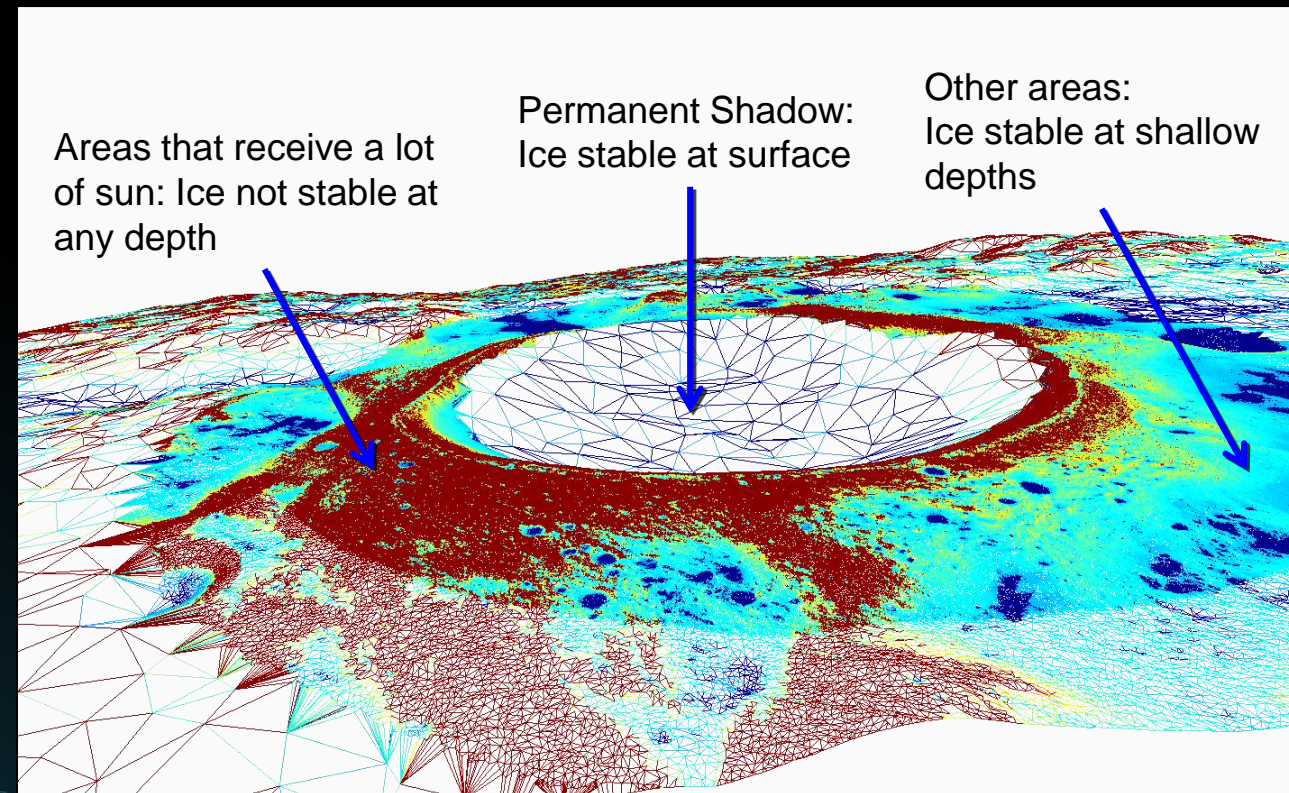 Areas that receive a lot
of sun: Ice not stable at
any depth
Permanent Shadow:
Ice stable at surface
Other areas:
Ice stable at shallow
depths